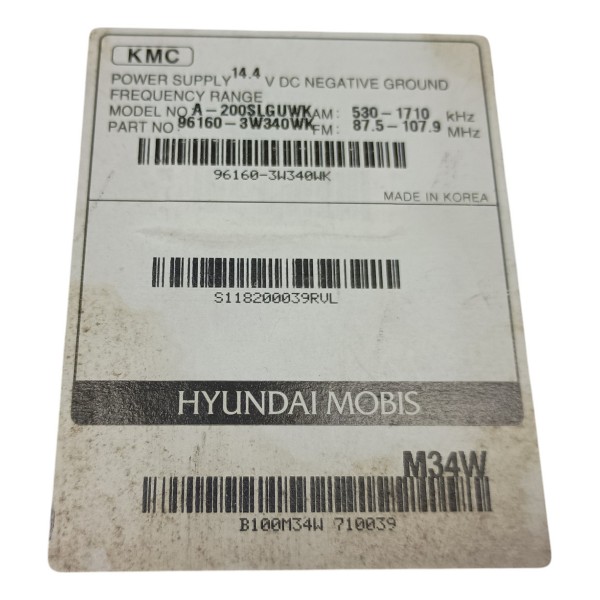 KMC
POWER SUPPLY 14.4 V DC NEGATIVE GROUND
FREQUENCY RANGE
MODEL NO.: A-200SLGUWK AM: 530-1710 kHz
PART NO.: 96160-3W340WK FM: 87.5-107.9 MHz
96160-3W340WK
MADE IN KOREA
S118200039RVL
HYUNDAI MOBIS
M34W
B100M34W 710039